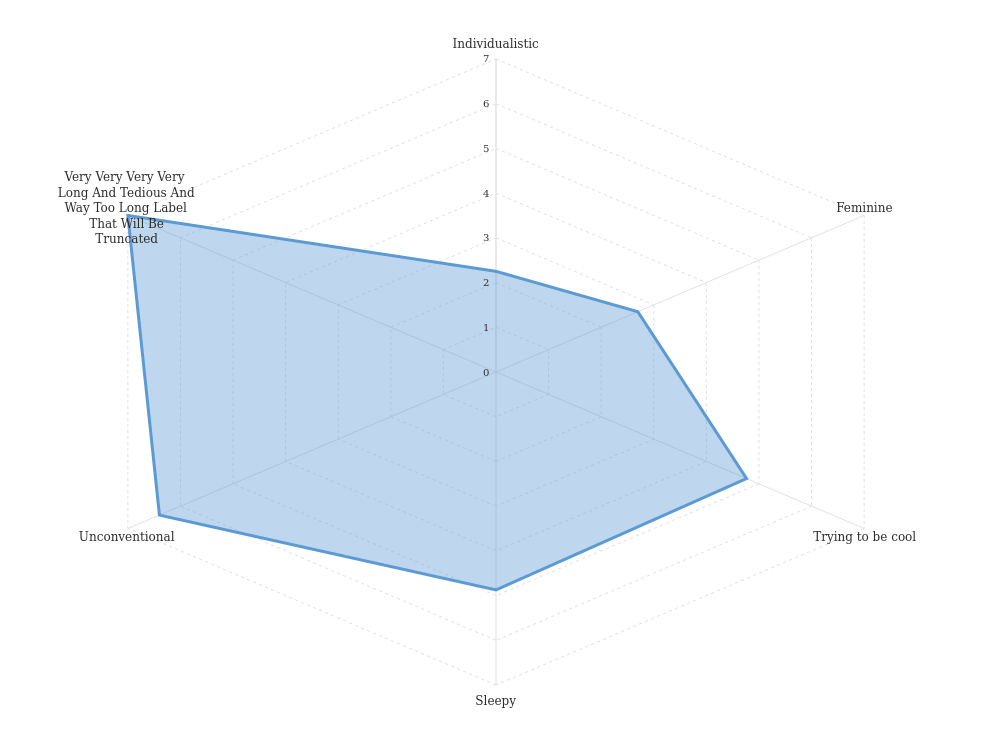 Individualistic
7
6
5
4
3
2
1
0
Feminine
Very Very Very Very
Long And Tedious And
Way Too Long Label
That Will Be
Truncated
Unconventional
Trying to be cool
Sleepy